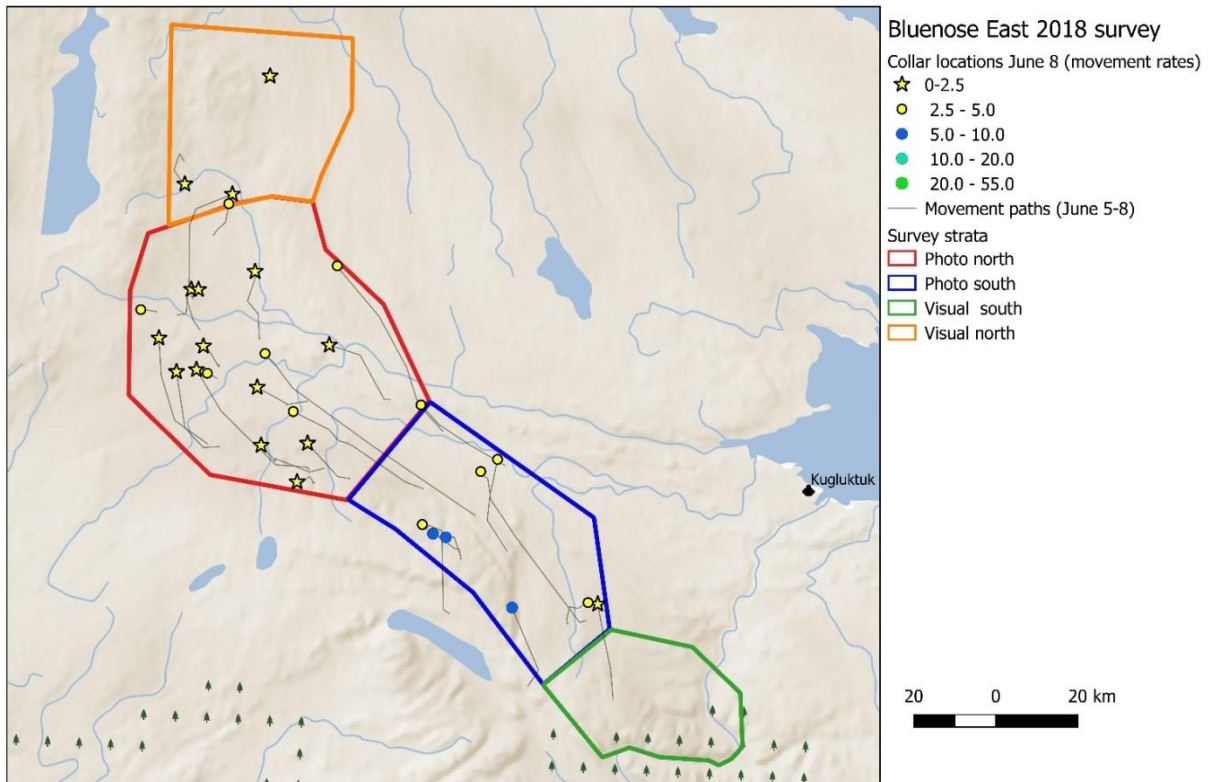 Bluenose East 2018 survey
Collar locations June 8 (movement rates)
0-2.5
2.5 - 5.0
5.0 - 10.0
10.0 - 20.0
20.0 - 55.0
Movement paths (June 5-8)
Survey strata
Photo north
Photo south
Visual south
Visual north
Kugluktuk
20 0 20 km